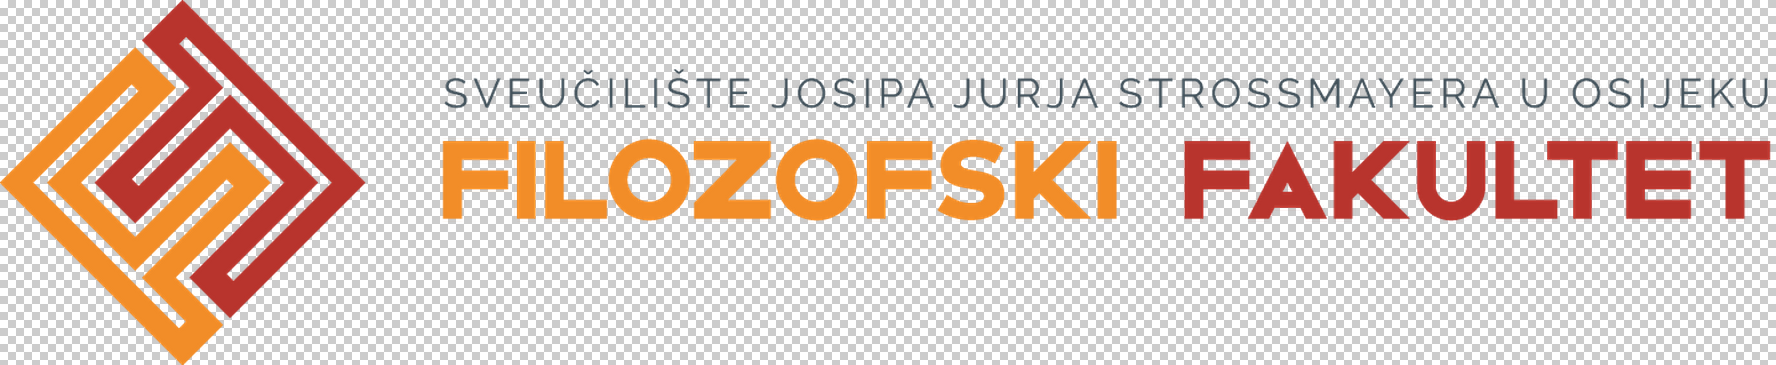 SVEUČILIŠTE JOSIPA JURJA STROSSMAYERA U OSIJEKU
FILOZOFSKI FAKULTET